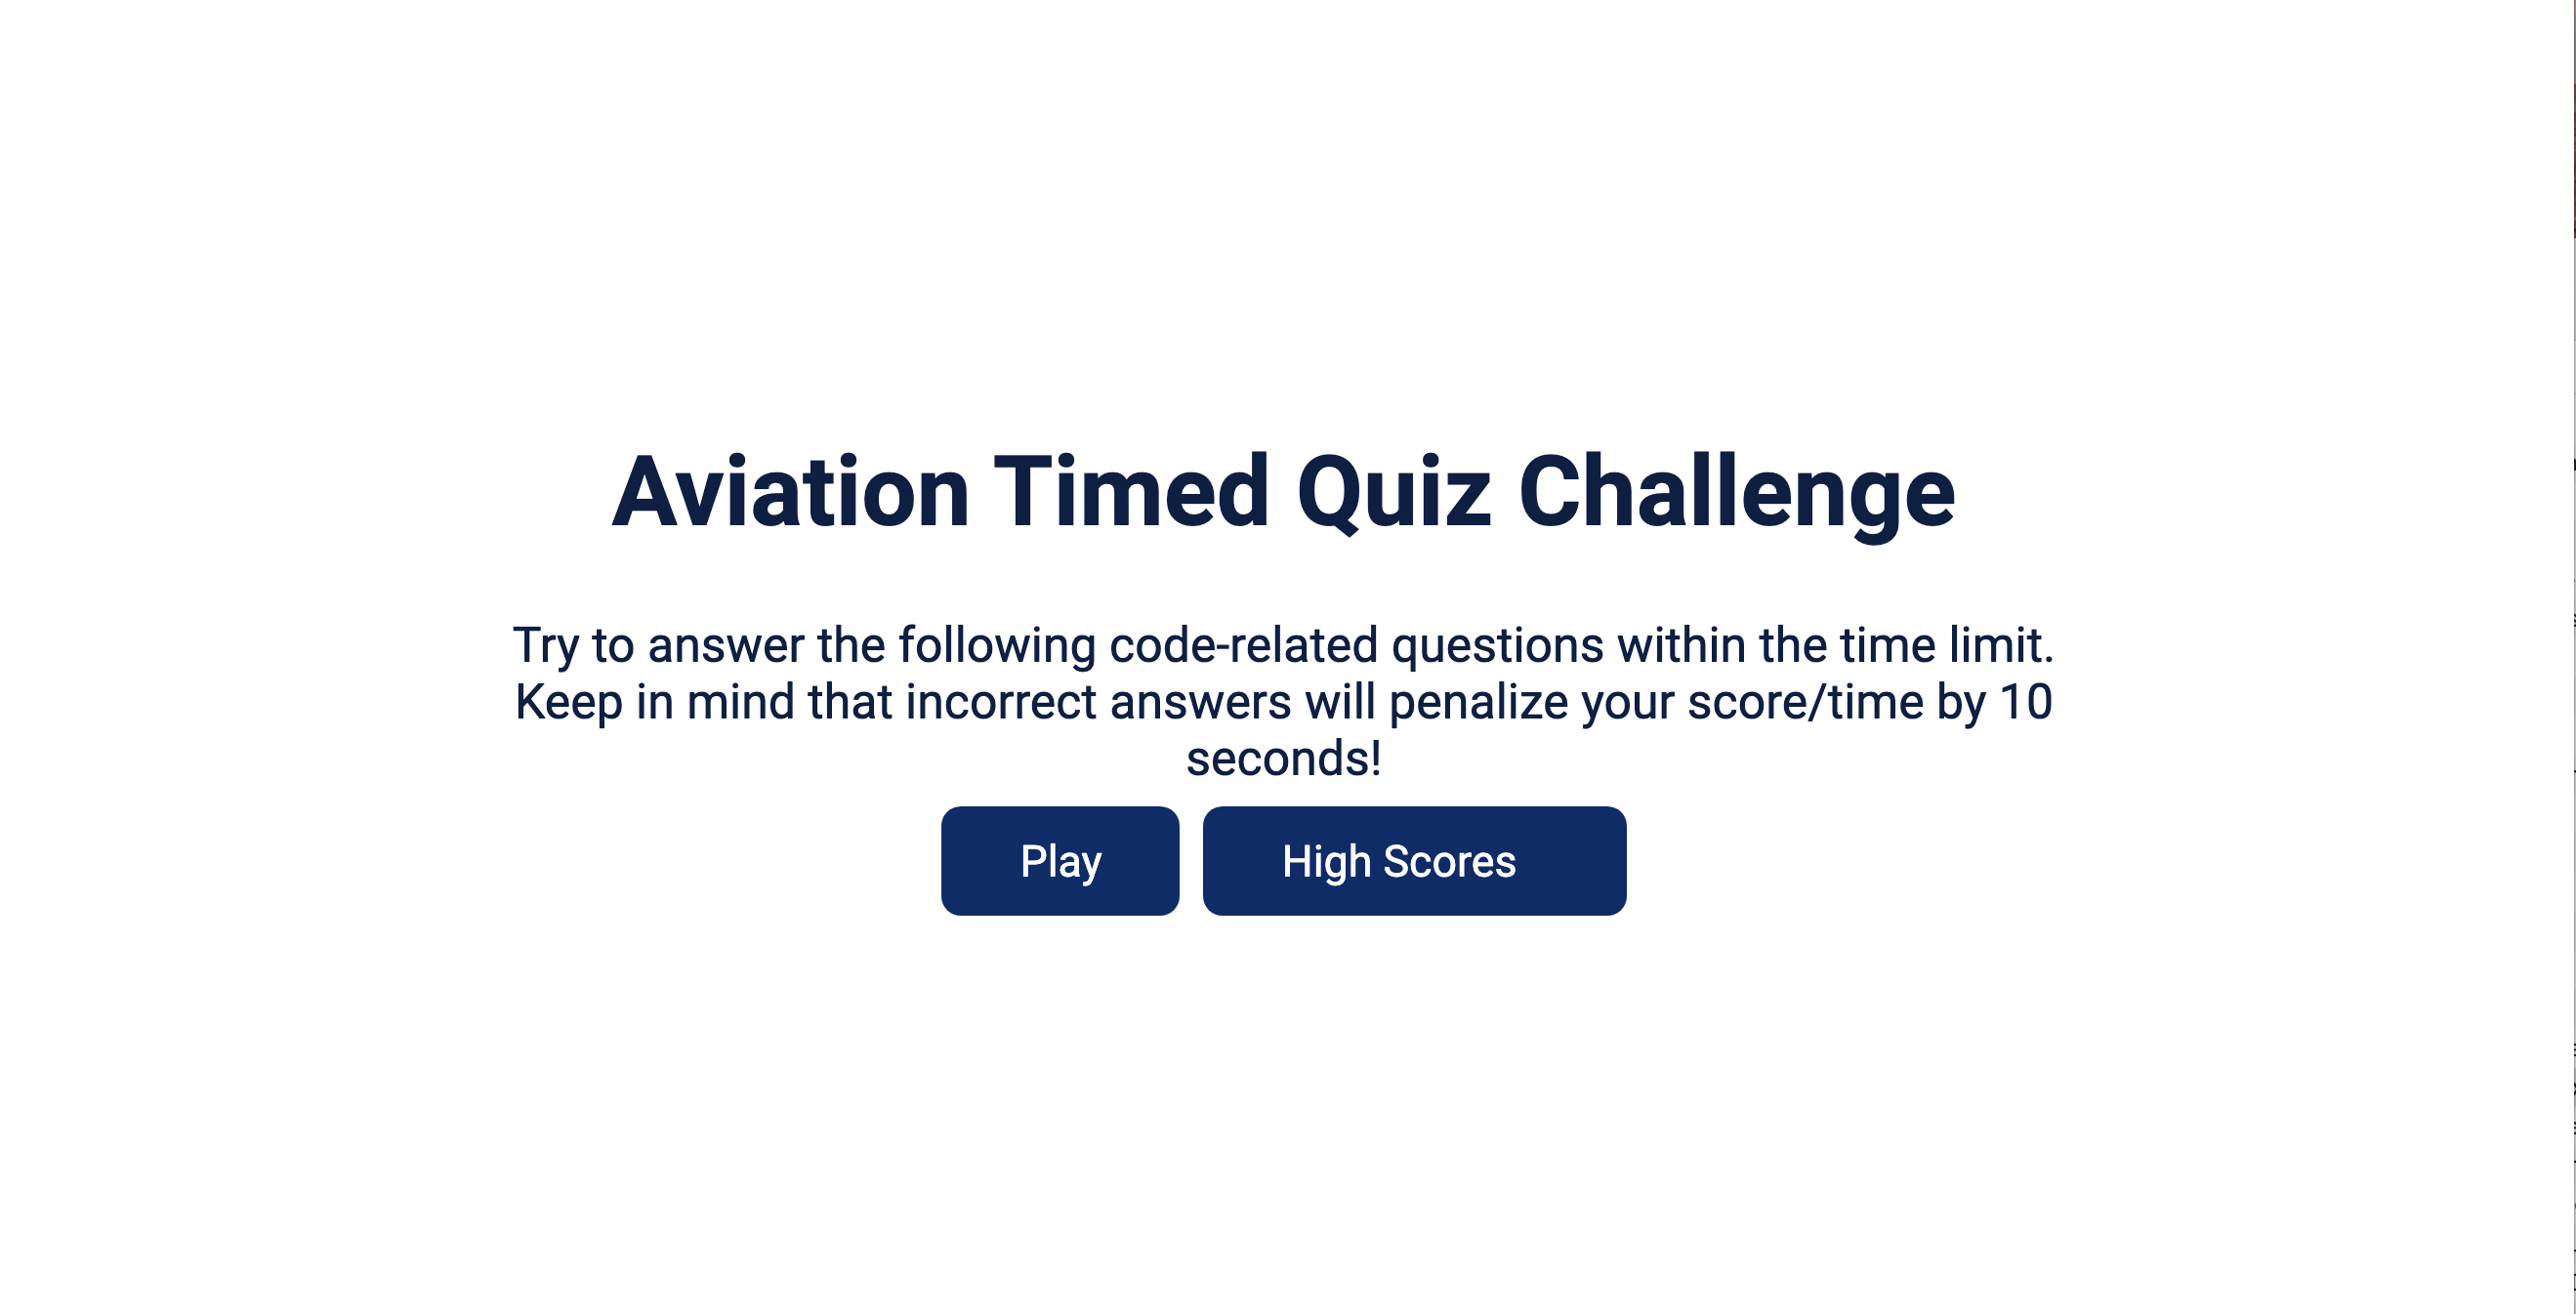 Aviation Timed Quiz Challenge
Try to answer the following code-related questions within the time limit.
Keep in mind that incorrect answers will penalize your score/time by 10
seconds!
Play
High Scores